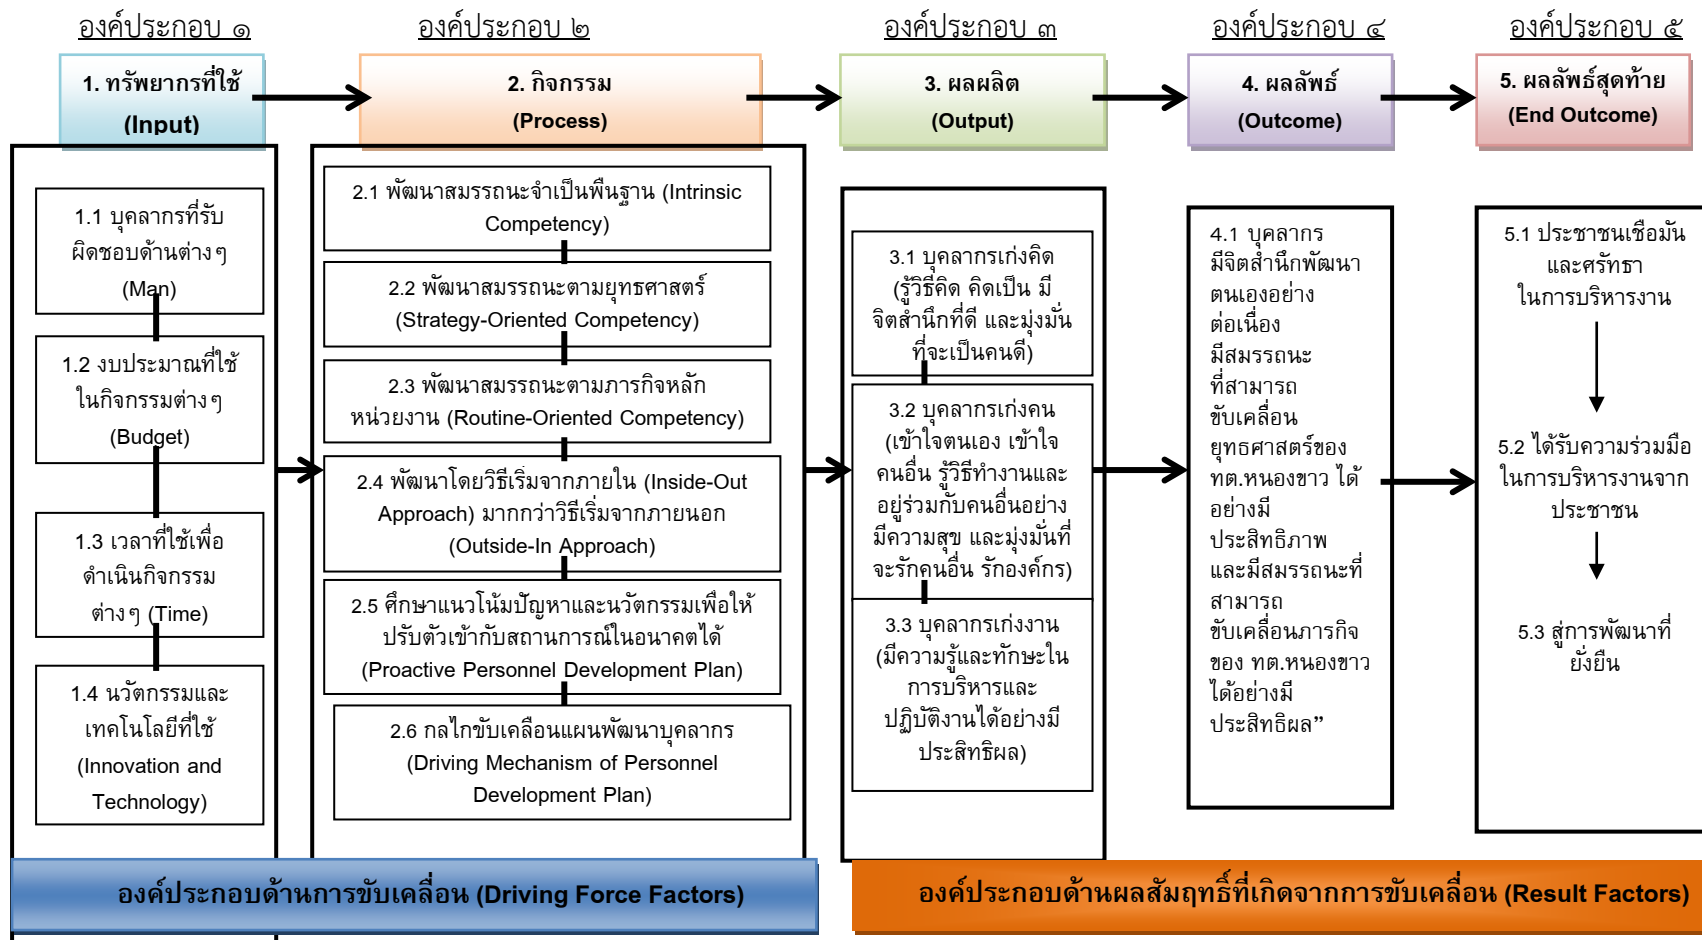 องค์ประกอบ ๑
องค์ประกอบ ๒
องค์ประกอบ ๓
องค์ประกอบ ๔
องค์ประกอบ ๕
1. ทรัพยากรที่ใช้
(Input)
2. กิจกรรม
(Process)
3. ผลผลิต
(Output)
4. ผลลัพธ์
(Outcome)
5. ผลลัพธ์สุดท้าย
(End Outcome)
1.1 บุคลากรที่รับ
ผิดชอบด้านต่างๆ
(Man)
1.2 งบประมาณที่ใช้
ในกิจกรรมต่างๆ
(Budget)
1.3 เวลาที่ใช้เพื่อ
ดำเนินกิจกรรม
ต่างๆ (Time)
1.4 นวัตกรรมและ
เทคโนโลยีที่ใช้
(Innovation and
Technology)
2.1 พัฒนาสมรรถนะจำเป็นพื้นฐาน (Intrinsic
Competency)
2.2 พัฒนาสมรรถนะตามยุทธศาสตร์
(Strategy-Oriented Competency)
2.3 พัฒนาสมรรถนะตามภารกิจหลัก
หน่วยงาน (Routine-Oriented Competency)
2.4 พัฒนาโดยวิธีเริ่มจากภายใน (Inside-Out
Approach) มากกว่าวิธีเริ่มจากภายนอก
(Outside-In Approach)
2.5 ศึกษาแนวโน้มปัญหาและนวัตกรรมเพื่อให้
ปรับตัวเข้ากับสถานการณ์ในอนาคตได้
(Proactive Personnel Development Plan)
2.6 กลไกขับเคลื่อนแผนพัฒนาบุคลากร
(Driving Mechanism of Personnel
Development Plan)
3.1 บุคลากรเก่งคิด
(รู้วิธีคิด คิดเป็น มี
จิตสำนึกที่ดี และมุ่งมั่น
ที่จะเป็นคนดี)
3.2 บุคลากรเก่งคน
(เข้าใจตนเอง เข้าใจ
คนอื่น รู้วิธีทำงานและ
อยู่ร่วมกับคนอื่นอย่าง
มีความสุข และมุ่งมั่นที่
จะรักคนอื่น รักองค์กร)
3.3 บุคลากรเก่งงาน
(มีความรู้และทักษะใน
การบริหารและ
ปฏิบัติงานได้อย่างมี
ประสิทธิผล)
4.1 บุคลากร
มีจิตสำนึกพัฒนา
ตนเองอย่าง
ต่อเนื่อง
มีสมรรถนะ
ที่สามารถ
ขับเคลื่อน
ยุทธศาสตร์ของ
ทต.หนองขาว ได้
อย่างมี
ประสิทธิภาพ
และมีสมรรถนะที่
สามารถ
ขับเคลื่อนภารกิจ
ของ ทต.หนองขาว
ได้อย่างมี
ประสิทธิผล”
5.1 ประชาชนเชื่อมั่น
และศรัทธา
ในการบริหารงาน
5.2 ได้รับความร่วมมือ
ในการบริหารงานจาก
ประชาชน
5.3 สู่การพัฒนาที่
ยั่งยืน
องค์ประกอบด้านการขับเคลื่อน (Driving Force Factors)
องค์ประกอบด้านผลสัมฤทธิ์ที่เกิดจากการขับเคลื่อน (Result Factors)